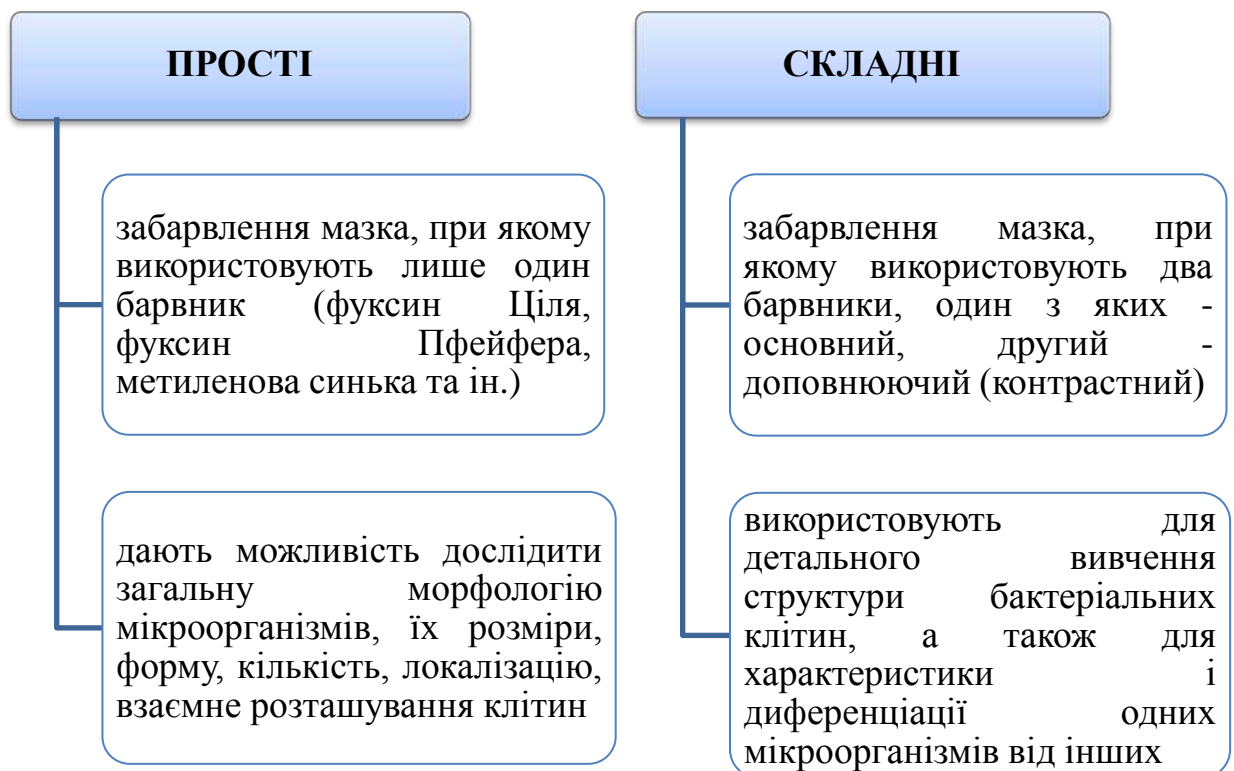 ПРОСТІ
забарвлення мазка, при якому
використовують лише один
барвник (фуксин Ціля,
фуксин Пфейфера,
метиленова синька та ін.)
дають можливість дослідити
загальну морфологію
мікроорганізмів, їх розміри,
форму, кількість, локалізацію,
взаємне розташування клітин
СКЛАДНІ
забарвлення мазка, при
якому використовують два
барвники, один з яких -
основний, другий -
доповнюючий (контрастний)
використовують для
детального вивчення
структури бактеріальних
клітин, а також для
характеристики і
диференціації одних
мікроорганізмів від інших